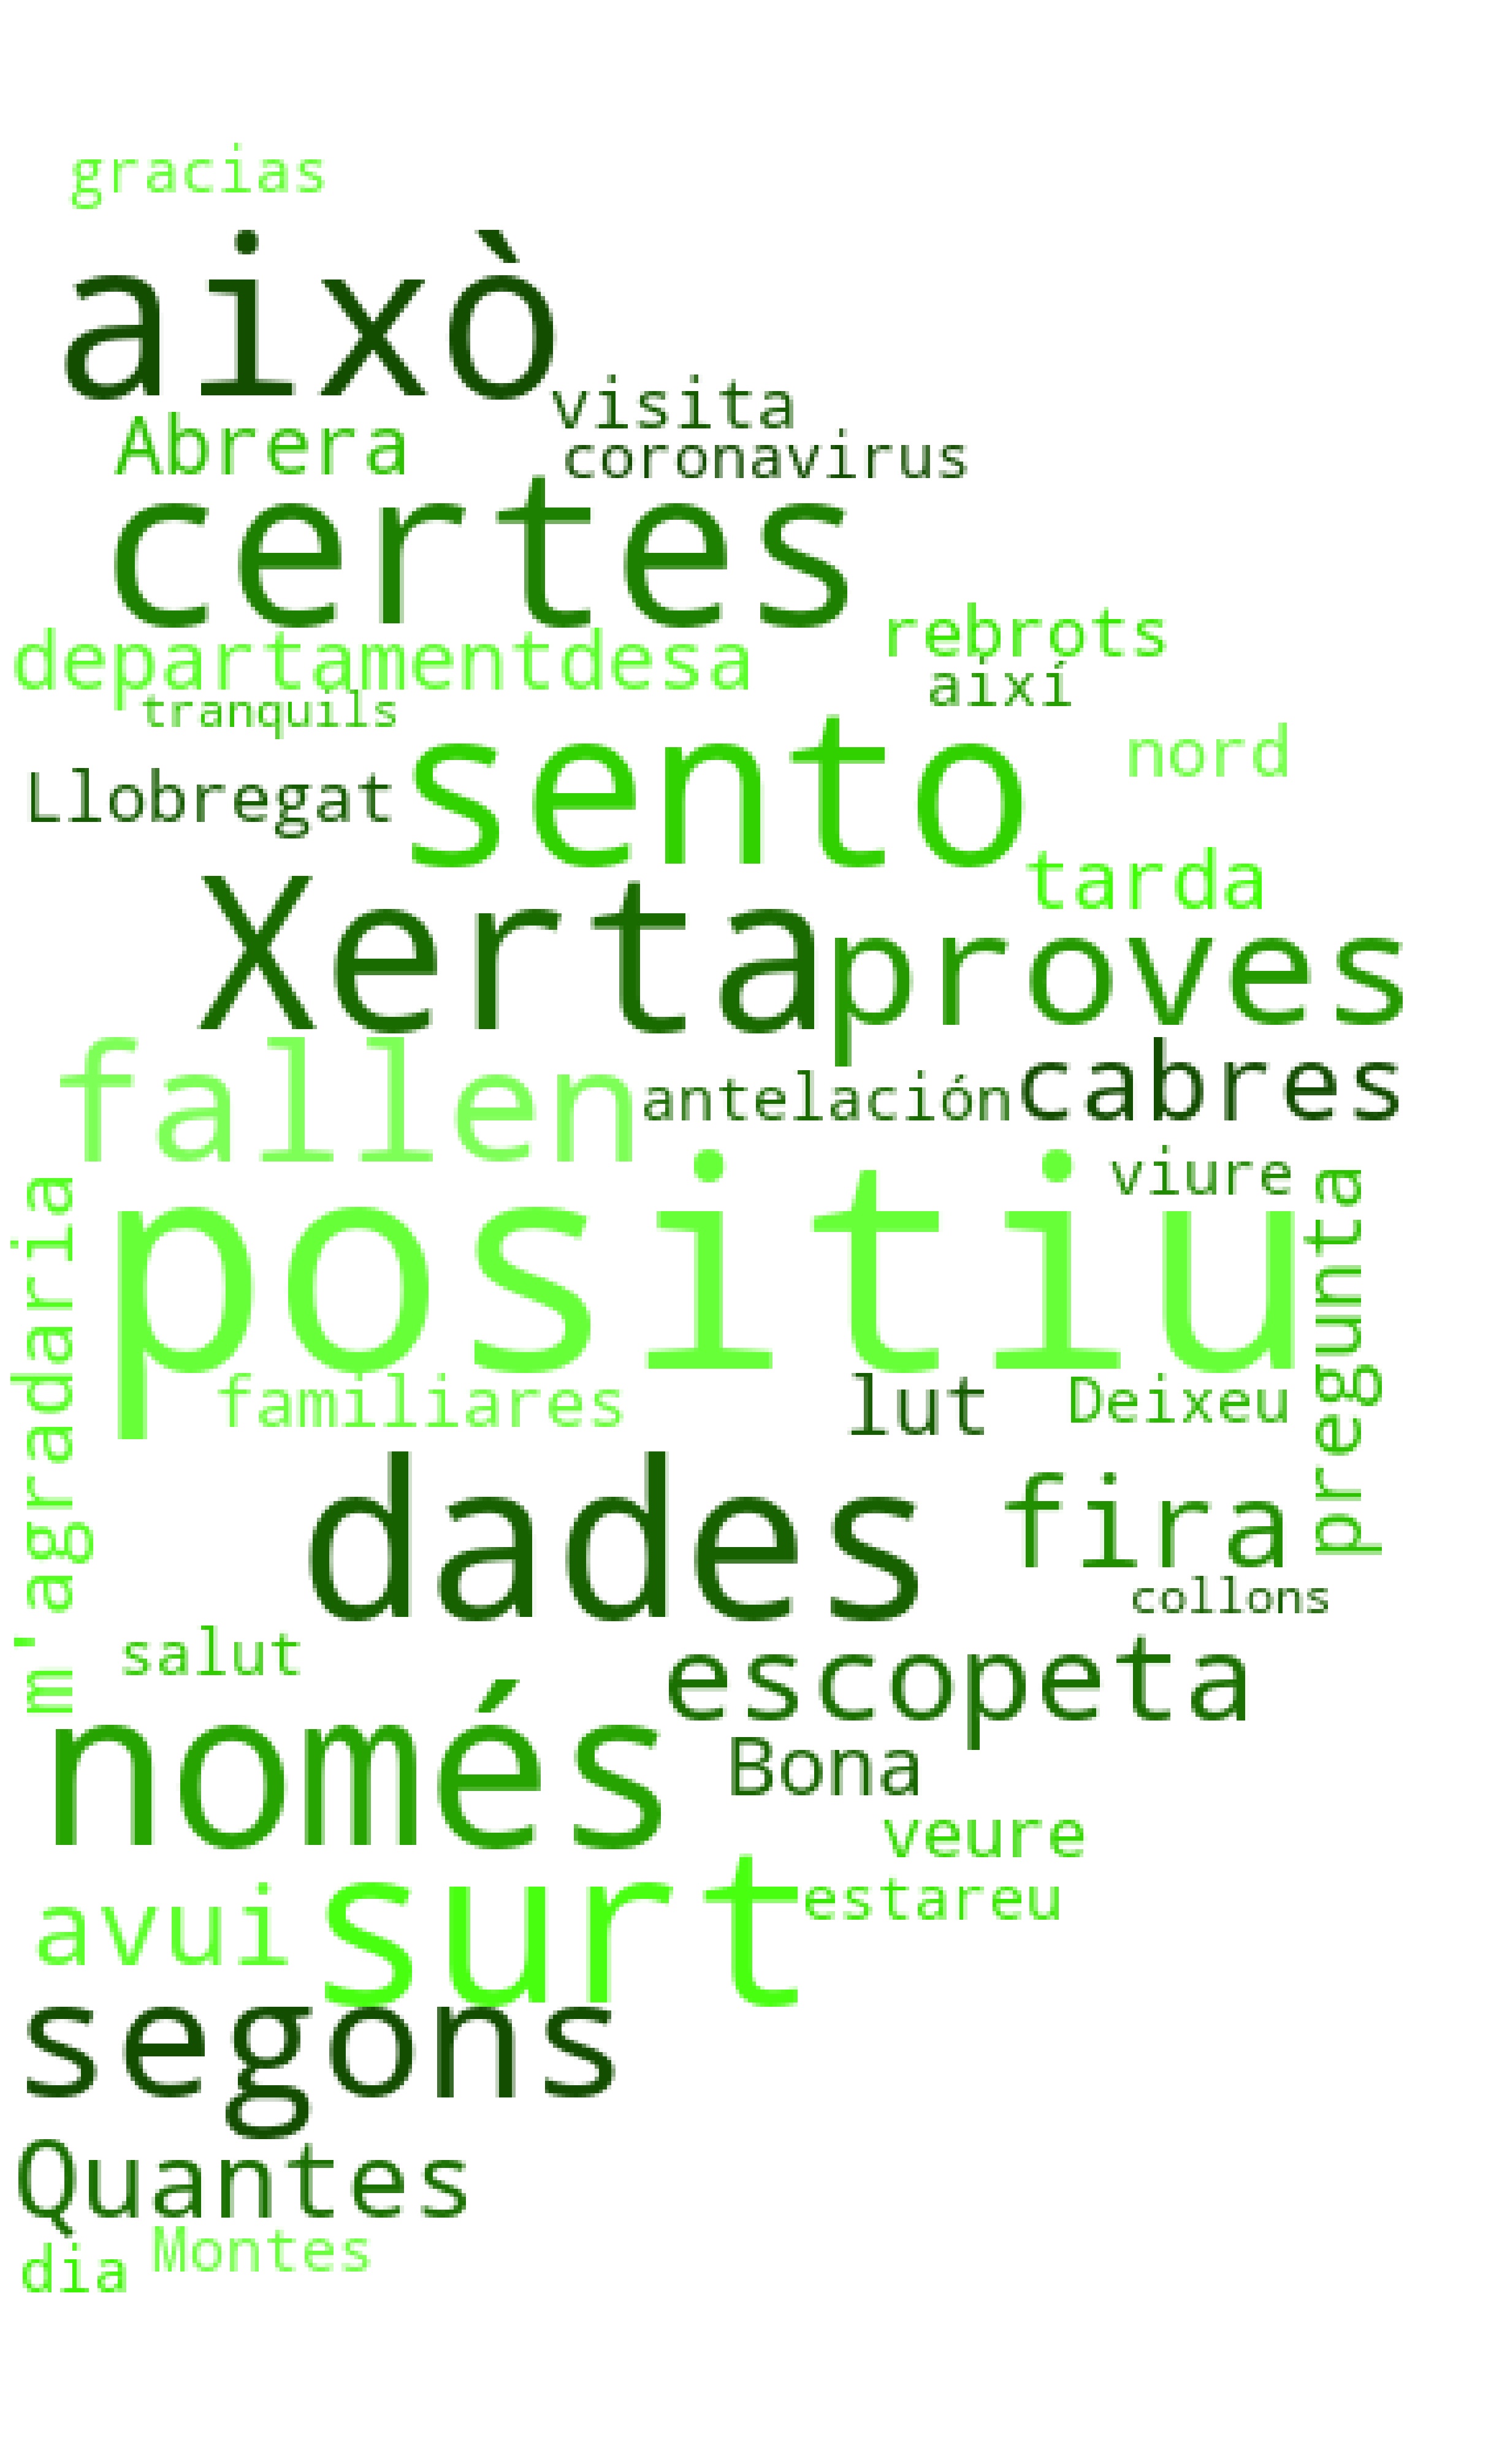 gracias
això
visita
Abrera
coronavirus
certes
departamentdesa
rebrots
així
tranquils
nord
Llobregat
sento
tarda
Xerta
proves
fallen
antelación
cabres
viure
positiu
m'agradaria
pregunta
familiares
lut
Deixeu
dades
fira
collons
salut
escopeta
només
Bona
veure
avui
surt
estareu
segons
Quantes
dia
Montes